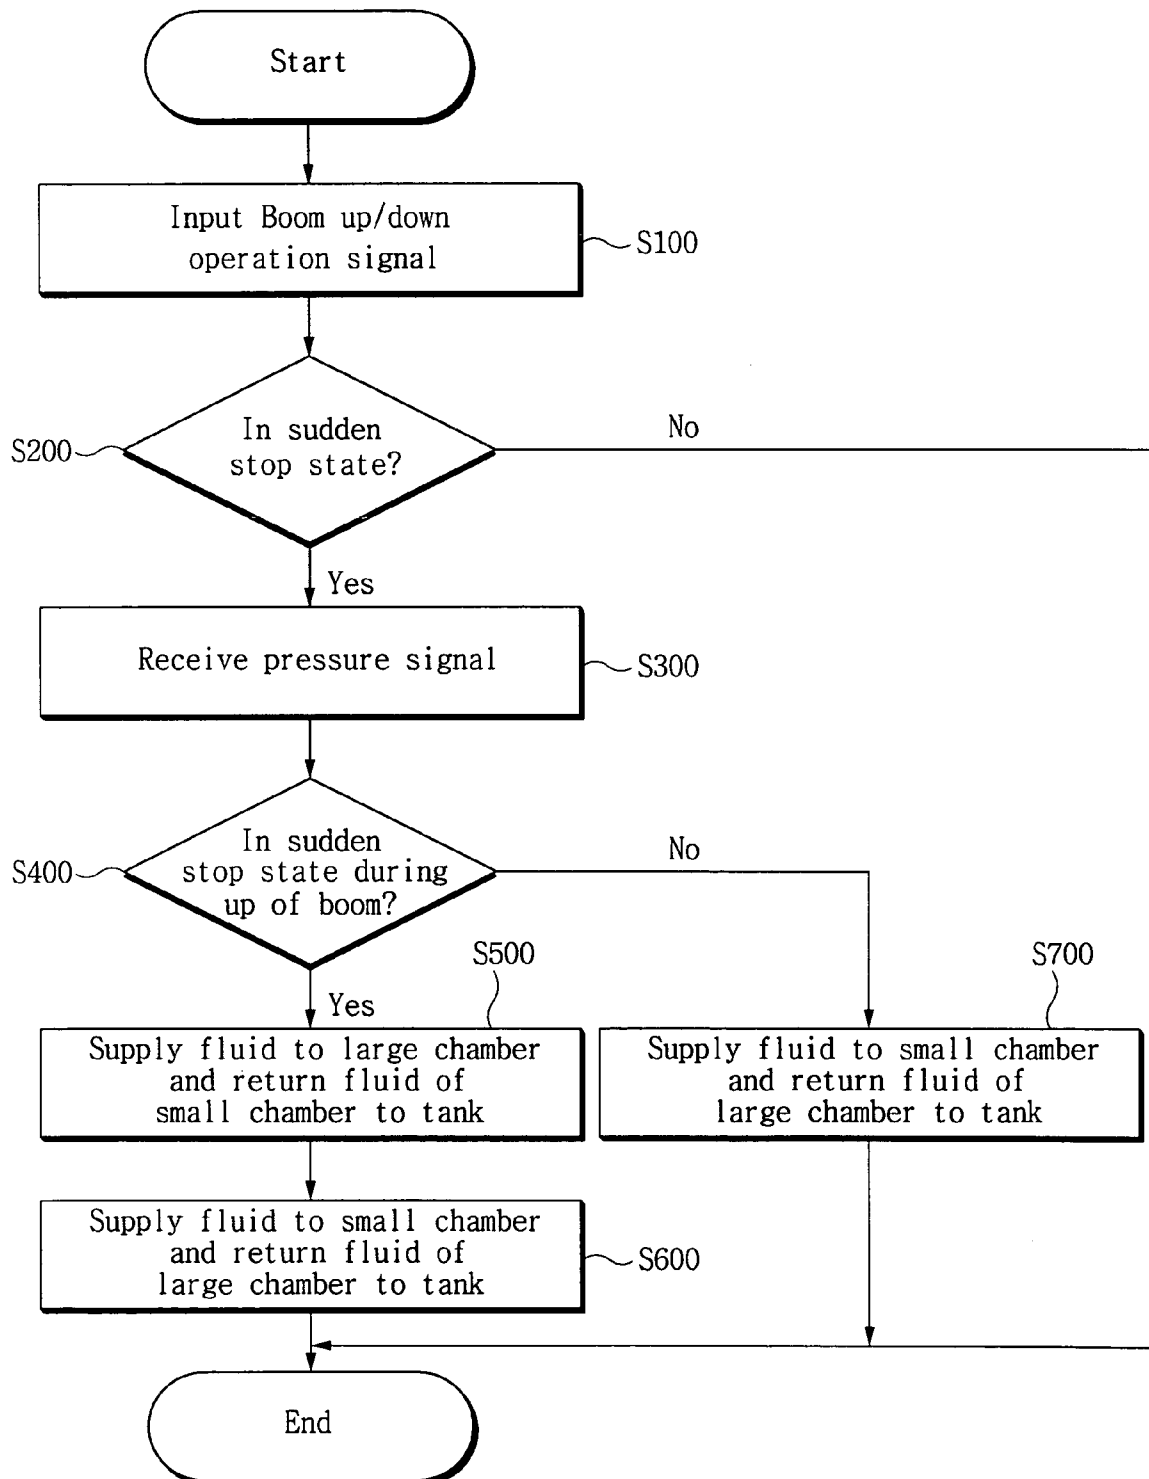 Start
Input Boom up/down
operation signal
S100
In sudden
stop state?
S200
No
Yes
Receive pressure signal
S300
In sudden
stop state during
up of boom?
S400
No
Yes
S500
Supply fluid to large chamber
and return fluid of
small chamber to tank
S700
Supply fluid to small chamber
and return fluid of
large chamber to tank
Supply fluid to small chamber
and return fluid of
large chamber to tank
S600
End